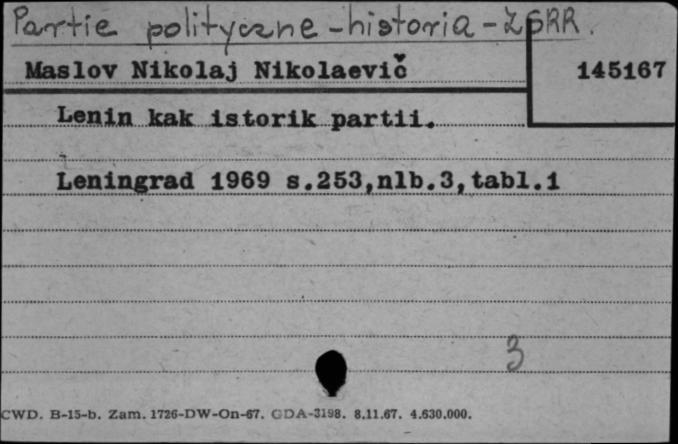 Partie polityczne - historia - ZSRR.
Maslov Nikolaj Nikolaevič
145167
Lenin kak istorik partii.
Leningrad 1969 s.253,nlb.3,tabl.1
3
CWD. B-15-b. Zam. 1726-DW-On-67. GDA-3198. 8.11.67. 4.630.000.